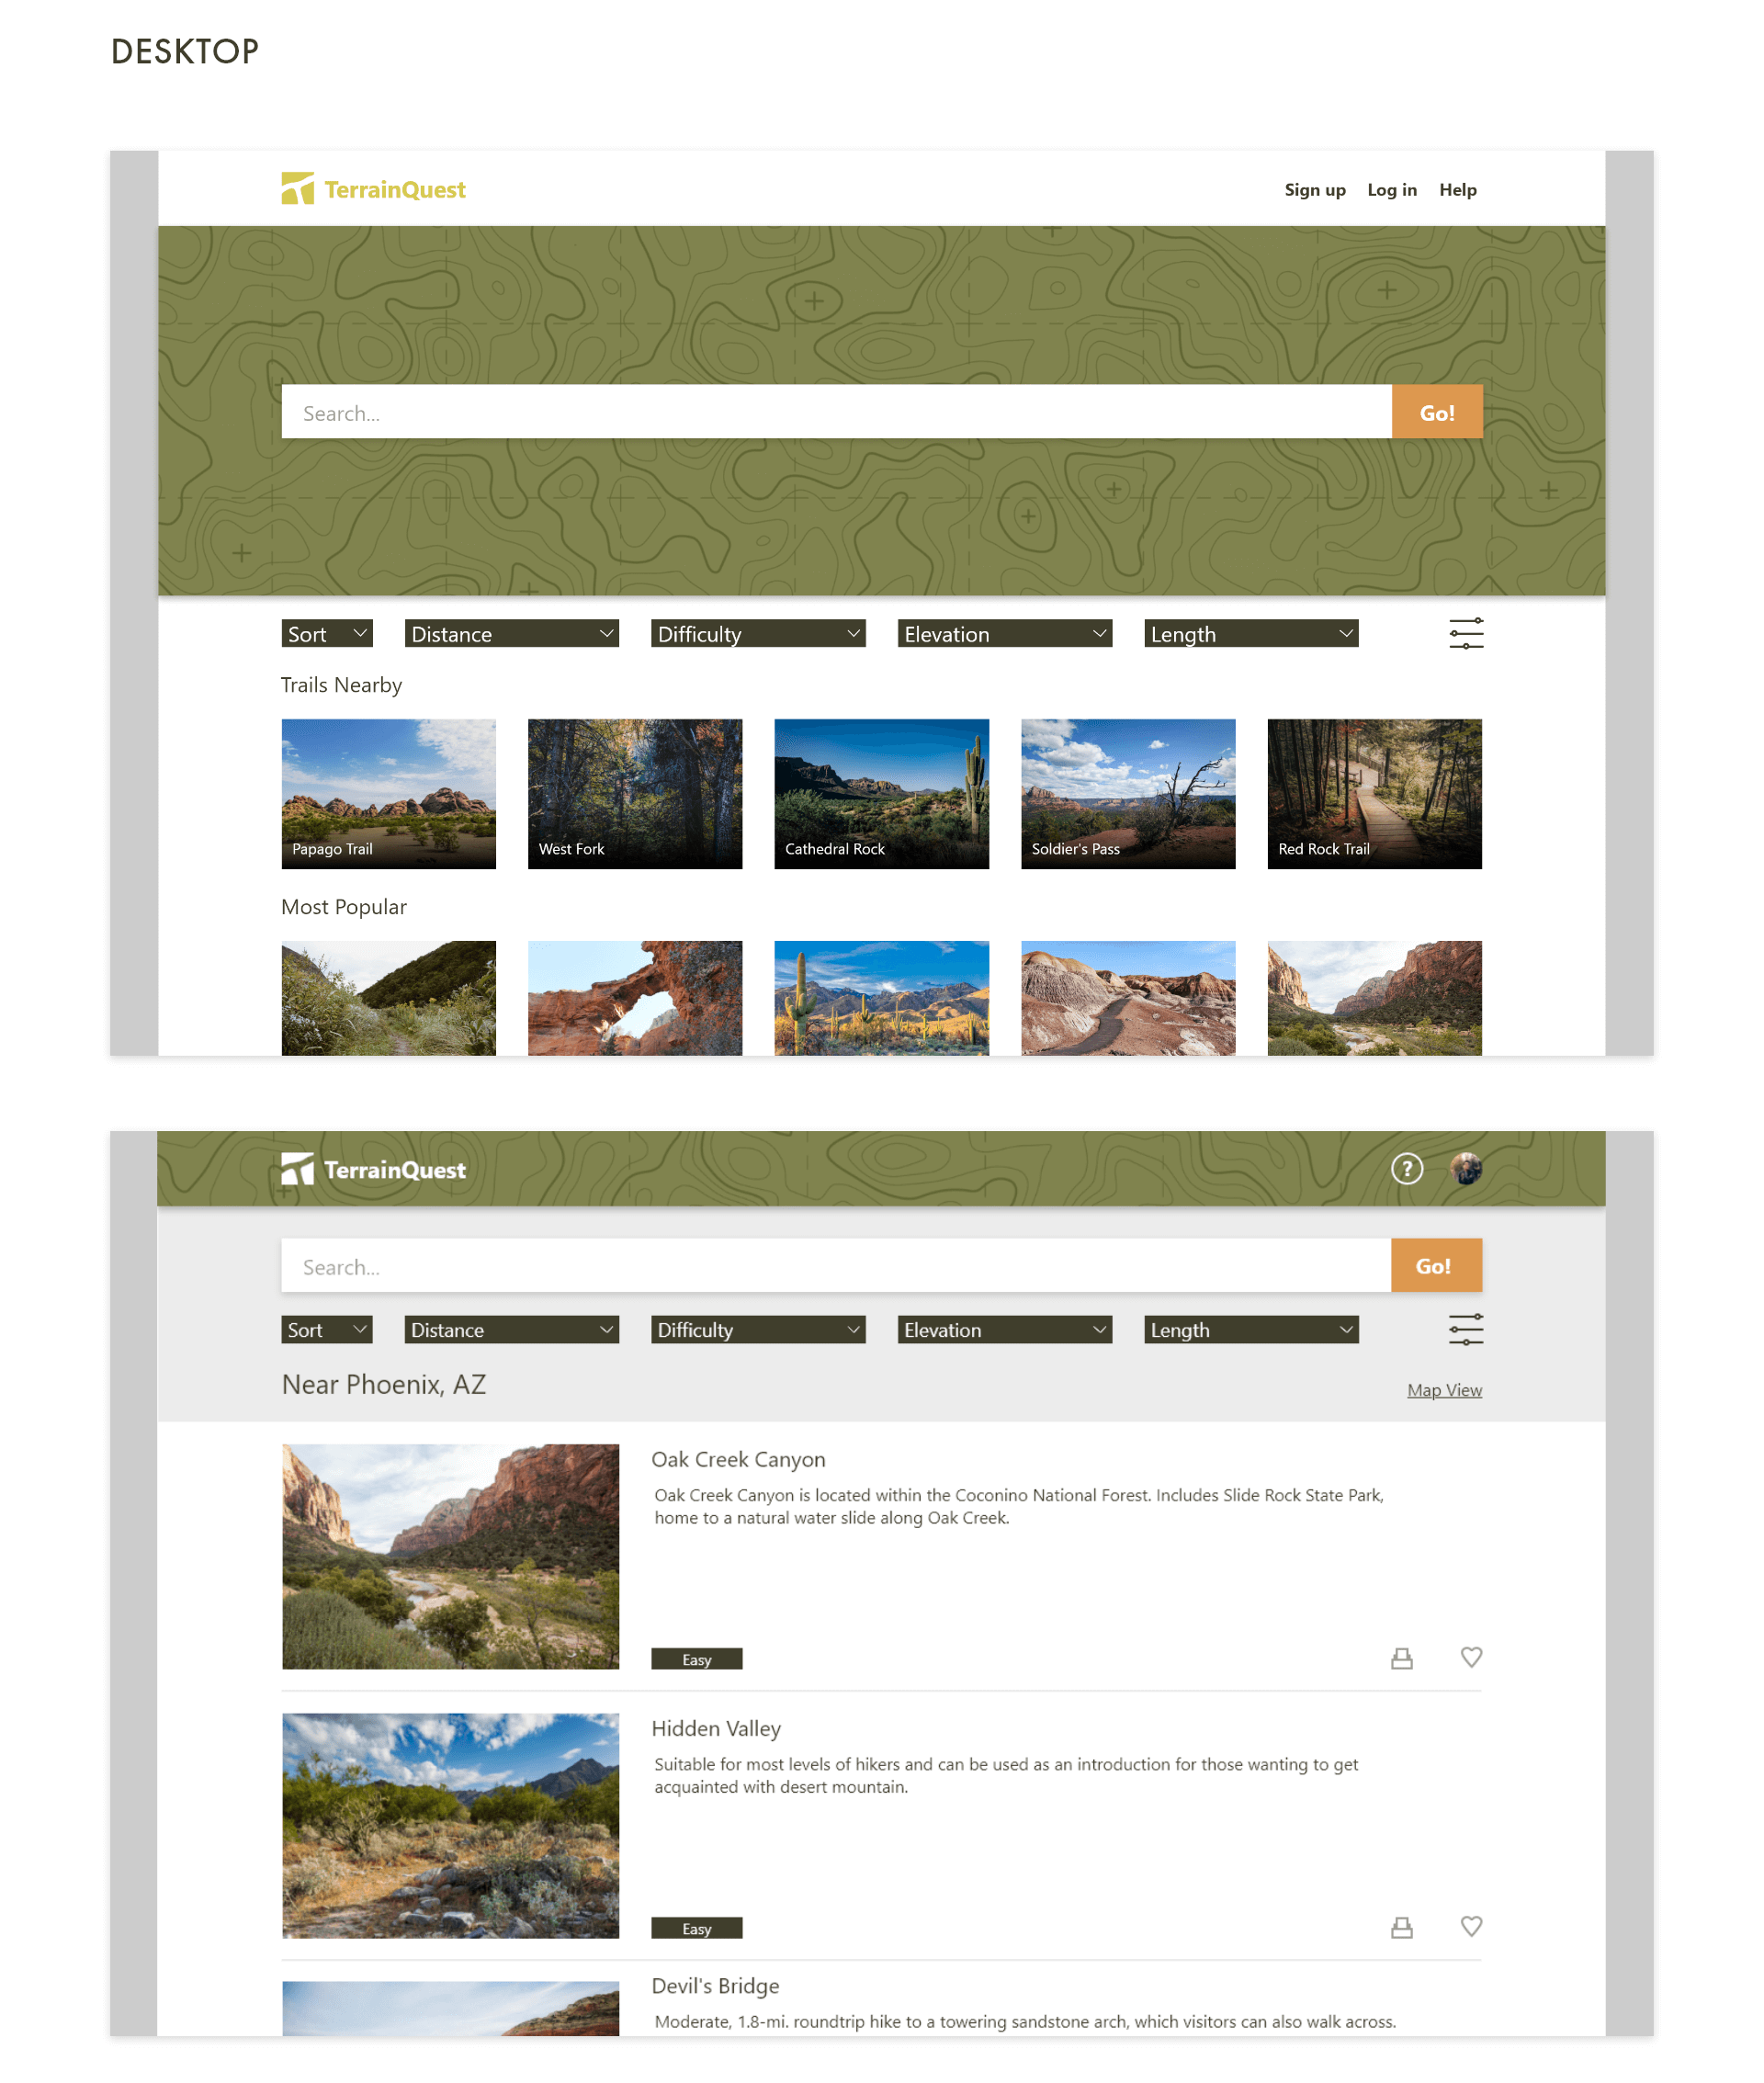 DESKTOP
TerrainQuest
Sign up Log in Help
Search...
Go!
Sort Distance Difficulty Elevation Length
Trails Nearby
Papago Trail West Fork Cathedral Rock Soldier's Pass Red Rock Trail
Most Popular
TerrainQuest
?
Search...
Go!
Sort Distance Difficulty Elevation Length
Near Phoenix, AZ
Map View
Oak Creek Canyon
Oak Creek Canyon is located within the Coconino National Forest. Includes Slide Rock State Park,
home to a natural water slide along Oak Creek.
Easy
Hidden Valley
Suitable for most levels of hikers and can be used as an introduction for those wanting to get
acquainted with desert mountain.
Easy
Devil's Bridge
Moderate, 1.8-mi. roundtrip hike to a towering sandstone arch, which visitors can also walk across.